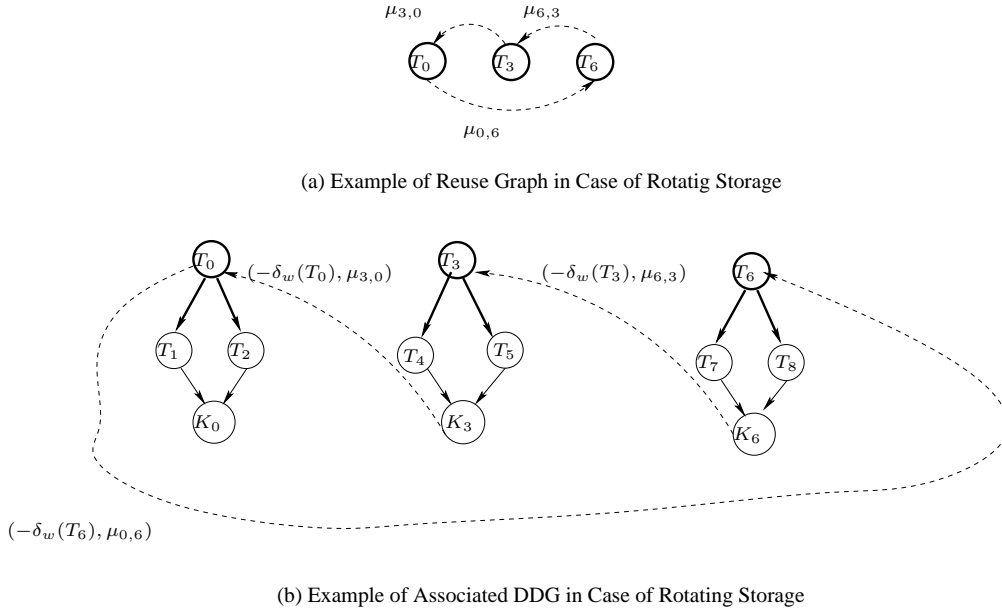 μ3,0 μ6,3
T0 T3 T6
μ0,6
(a) Example of Reuse Graph in Case of Rotatig Storage
T0 (−δw(T0), μ3,0) T3 (−δw(T3), μ6,3) T6
T1 T2 T4 T5 T7 T8
K0 K3 K6
(−δw(T6), μ0,6)
(b) Example of Associated DDG in Case of Rotating Storage